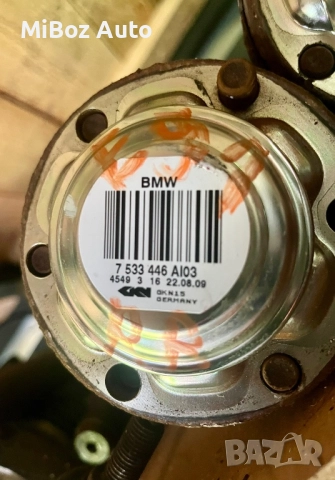 MiBoz Auto
BMW
7 533 446 AI03
4549 3 16 22.08.09
GKN
GKN15
GERMANY
BAZAR